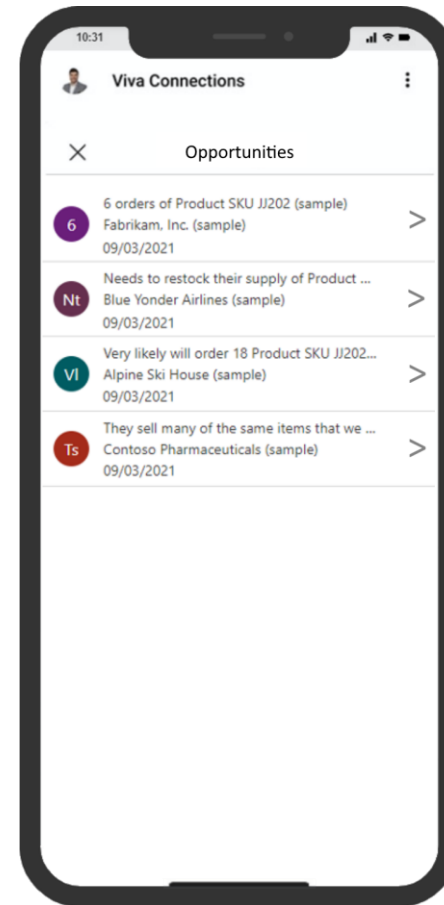 10:31
Viva Connections
Opportunities
6 orders of Product SKU JJ202 (sample)
6
Fabrikam, Inc. (sample)
09/03/2021
Needs to restock their supply of Product ...
Nt
Blue Yonder Airlines (sample)
09/03/2021
Very likely will order 18 Product SKU JJ202...
Vl
Alpine Ski House (sample)
09/03/2021
They sell many of the same items that we ...
Ts
Contoso Pharmaceuticals (sample)
09/03/2021